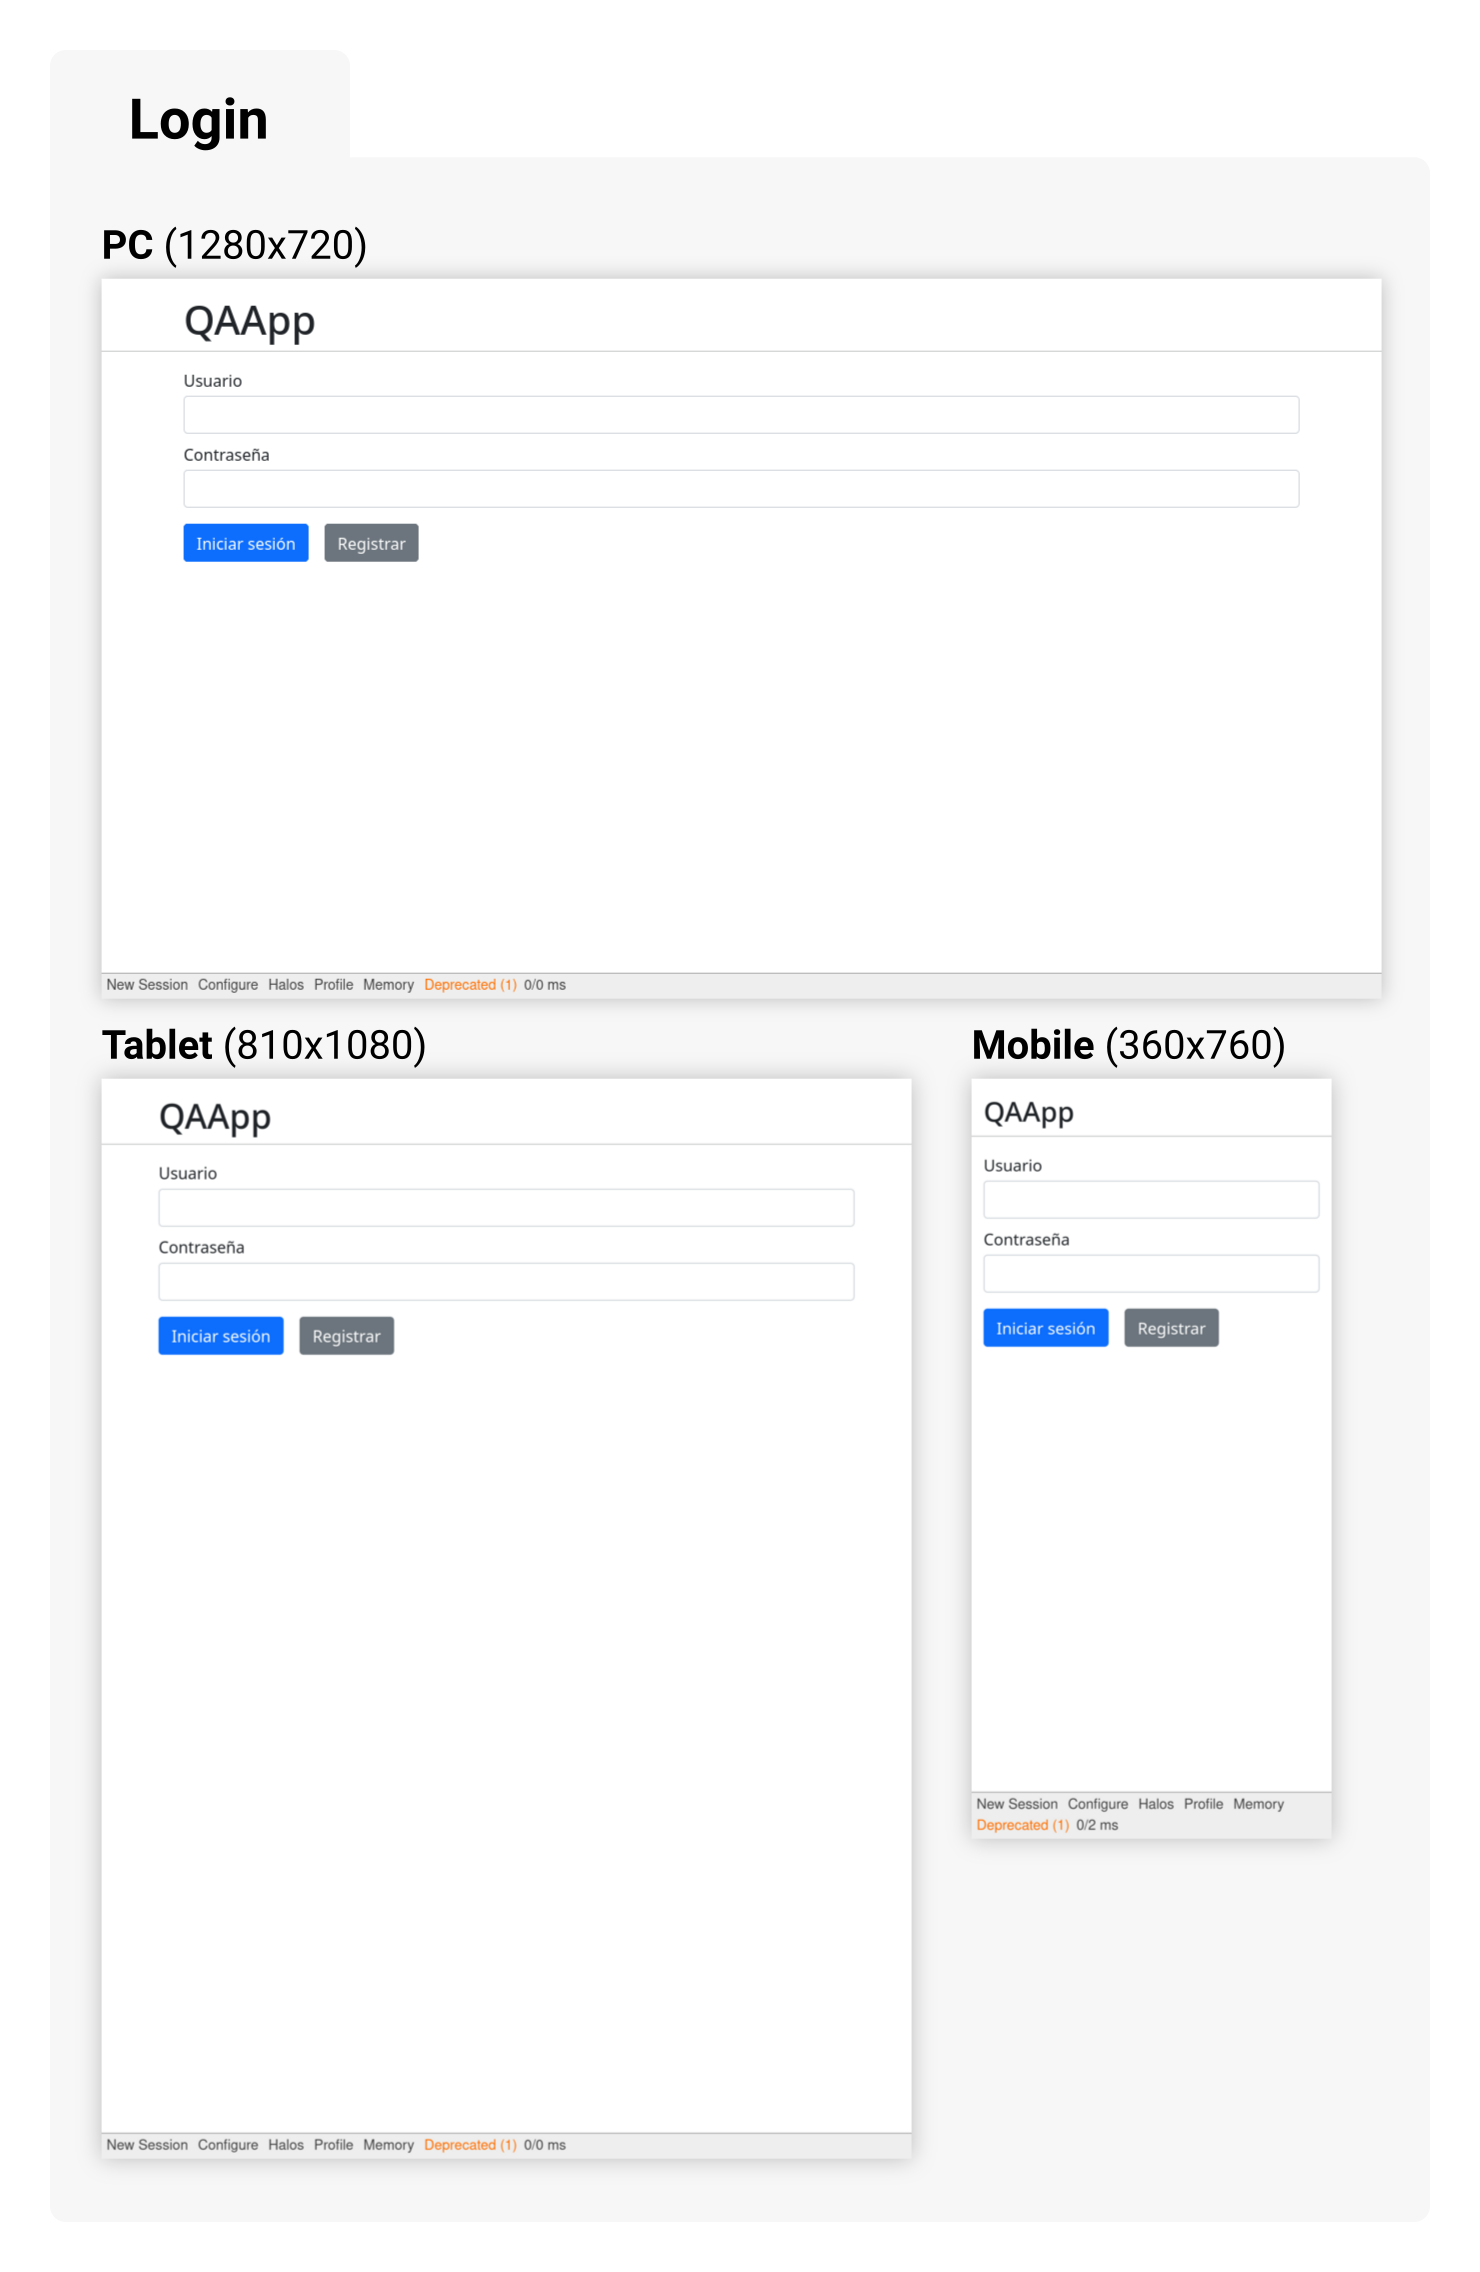 Login
PC (1280x720)
QAApp
Usuario
Contraseña
Iniciar sesión Registrar
New Session Configure Halos Profile Memory Deprecated (1) 0/0 ms
Tablet (810x1080)
QAApp
Usuario
Contraseña
Iniciar sesión Registrar
New Session Configure Halos Profile Memory Deprecated (1) 0/0 ms
Mobile (360x760)
QAApp
Usuario
Contraseña
Iniciar sesión Registrar
New Session Configure Halos Profile Memory
Deprecated (1) 0/2 ms